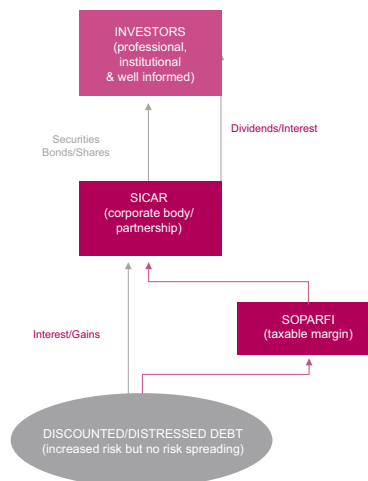 INVESTORS
(professional,
institutional
& well informed)
Securities
Bonds/Shares
Dividends/Interest
SICAR
(corporate body/
partnership)
SOPARFI
(taxable margin)
Interest/Gains
DISCOUNTED/DISTRESSED DEBT
(increased risk but no risk spreading)